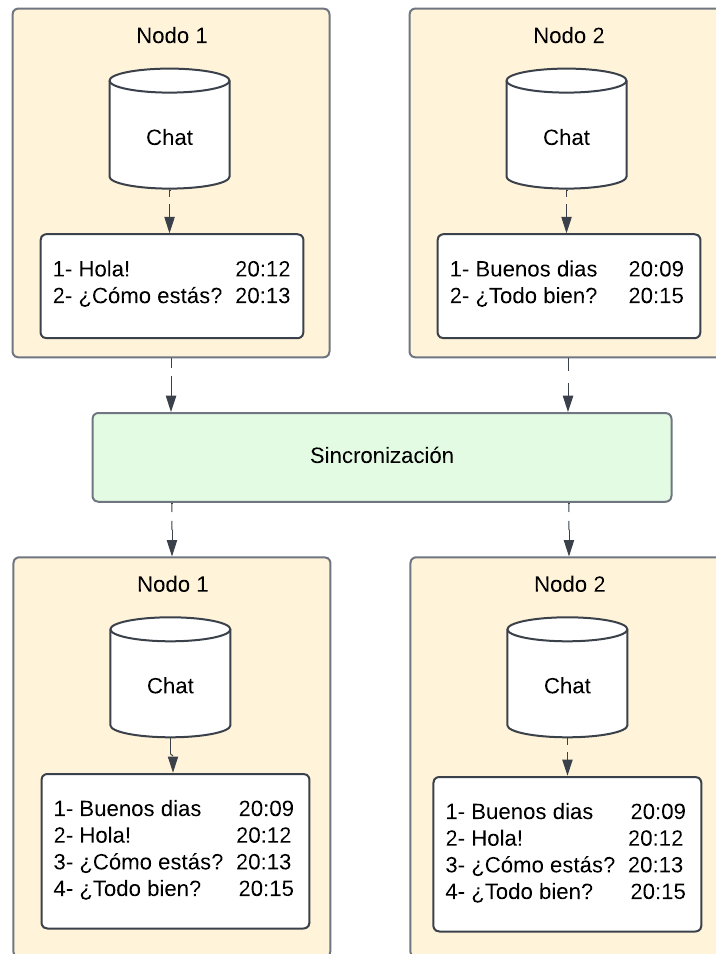 Nodo 1
Chat
1- Hola! 20:12
2- ¿Cómo estás? 20:13
Nodo 2
Chat
1- Buenos dias 20:09
2- ¿Todo bien? 20:15
Sincronización
Nodo 1
Chat
1- Buenos dias 20:09
2- Hola! 20:12
3- ¿Cómo estás? 20:13
4- ¿Todo bien? 20:15
Nodo 2
Chat
1- Buenos dias 20:09
2- Hola! 20:12
3- ¿Cómo estás? 20:13
4- ¿Todo bien? 20:15